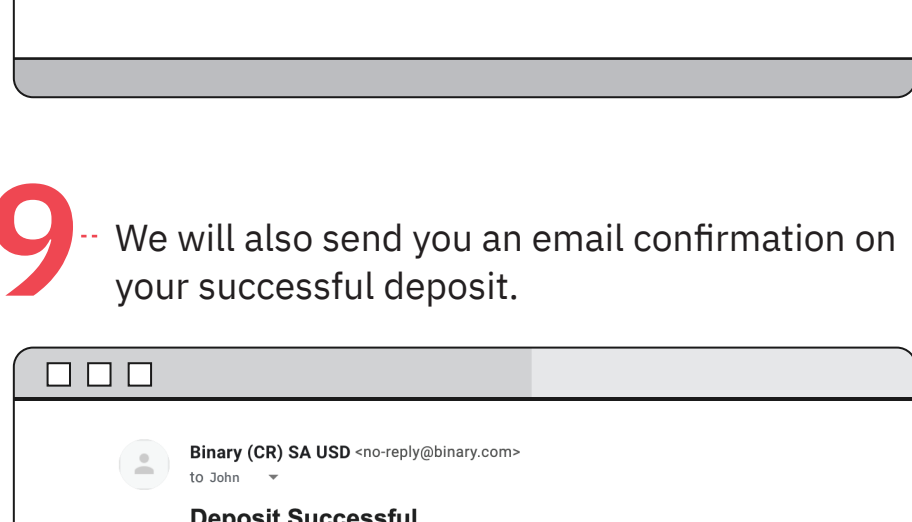 9
We will also send you an email confirmation on
your successful deposit.
Binary (CR) SA USD <no-reply@binary.com>
to John
Deposit Successful